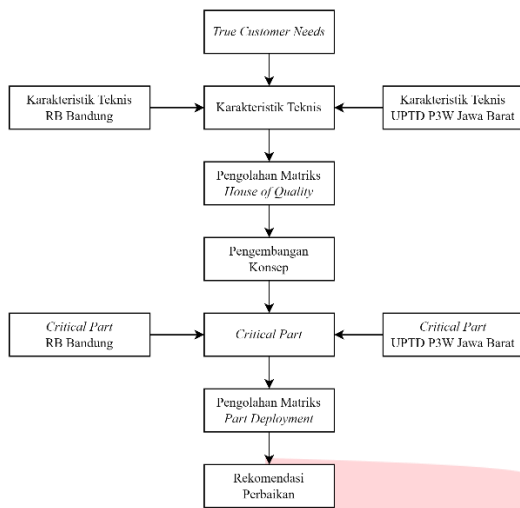 True Customer Needs
Karakteristik Teknis
RB Bandung
Karakteristik Teknis
Karakteristik Teknis
UPTD P3W Jawa Barat
Pengolahan Matriks
House of Quality
Pengembangan
Konsep
Critical Part
RB Bandung
Critical Part
Critical Part
UPTD P3W Jawa Barat
Pengolahan Matriks
Part Deployment
Rekomendasi
Perbaikan